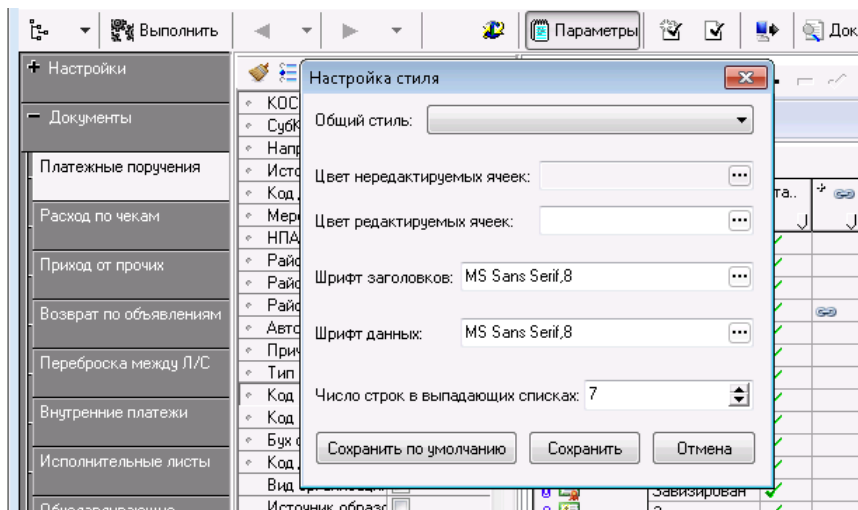 Выполнить
Параметры
Док
Настройки
Документы
Платежные поручения
Расход по чекам
Приход от прочих
Возврат по объявлениям
Переброска между Л/С
Внутренние платежи
Исполнительные листы
КОС
СубК
Напр
Исто
Код
Меро
НПА
Райо
Райо
Райо
Авто
Прич
Тип
Код
Код
Бух
Код
Вид
Источник образо
Настройка стиля
Общий стиль:
Цвет нередактируемых ячеек:
Цвет редактируемых ячеек:
Шрифт заголовков: MS Sans Serif,8
Шрифт данных: MS Sans Serif,8
Число строк в выпадающих списках: 7
Сохранить по умолчанию Сохранить Отмена
та..
Завизирован